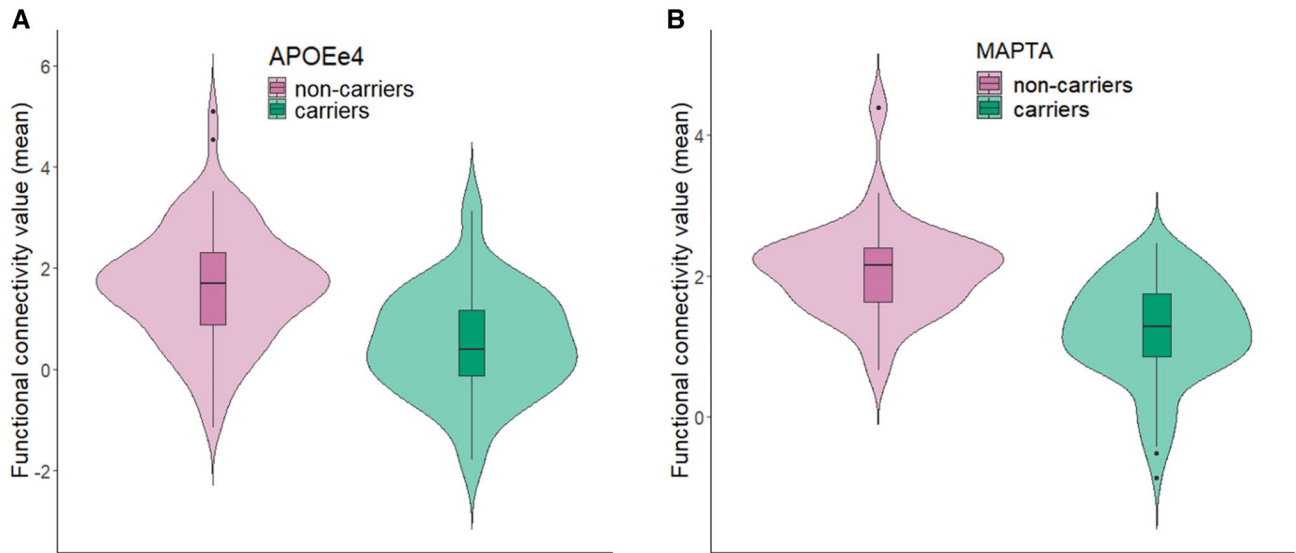 A
Functional connectivity value (mean)
6
4
2
0
-2
APOEe4
non-carriers
carriers
B
Functional connectivity value (mean)
4
2
0
MAPTA
non-carriers
carriers